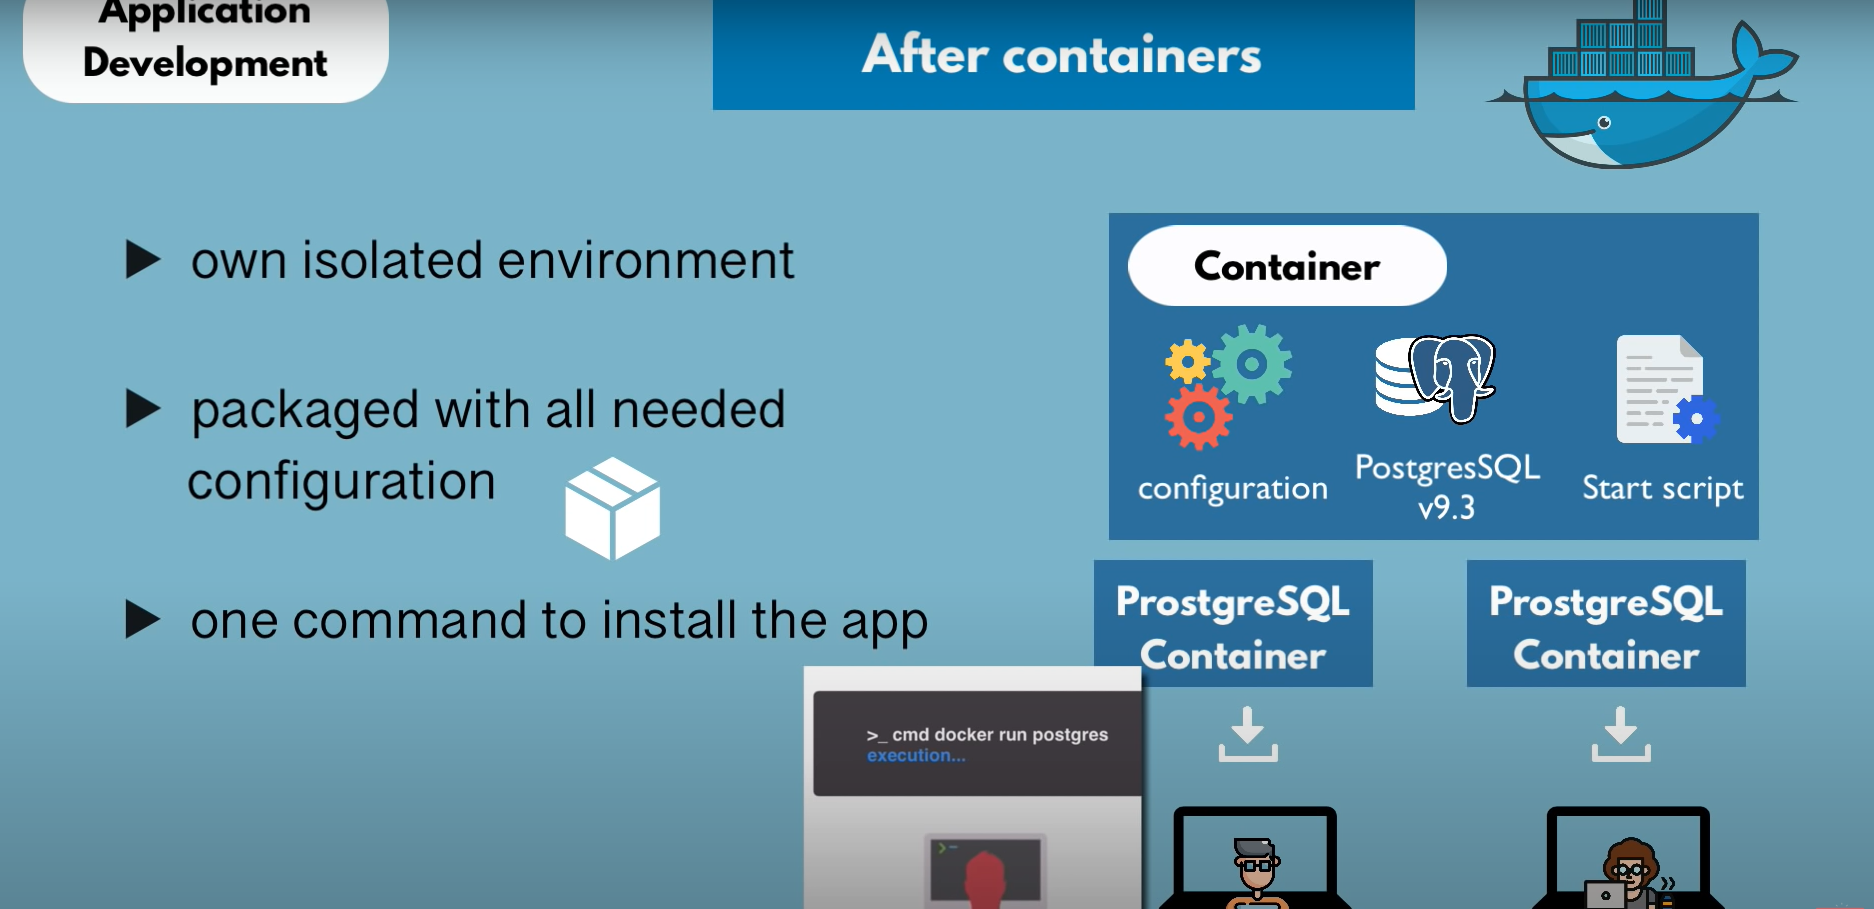 Application
Development
After containers
own isolated environment
packaged with all needed
configuration
one command to install the app
Container
configuration
PostgresSQL
v9.3
Start script
ProstgreSQL
Container
ProstgreSQL
Container
>_ cmd docker run postgres
execution...